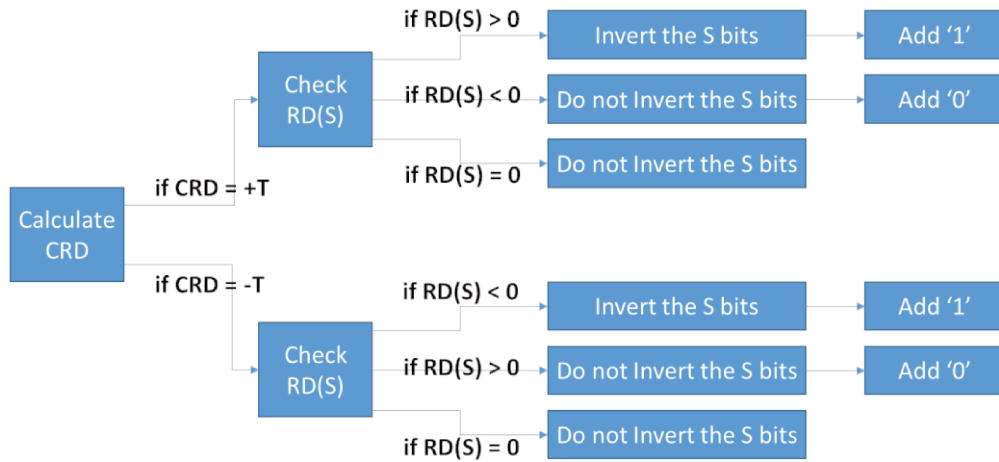 if RD(S) > 0
Invert the S bits
Add ‘1’
Check
RD(S)
if RD(S) < 0
Do not Invert the S bits
Add ‘0’
if RD(S) = 0
Do not Invert the S bits
if CRD = +T
Calculate
CRD
if CRD = -T
if RD(S) < 0
Invert the S bits
Add ‘1’
Check
RD(S)
if RD(S) > 0
Do not Invert the S bits
Add ‘0’
if RD(S) = 0
Do not Invert the S bits